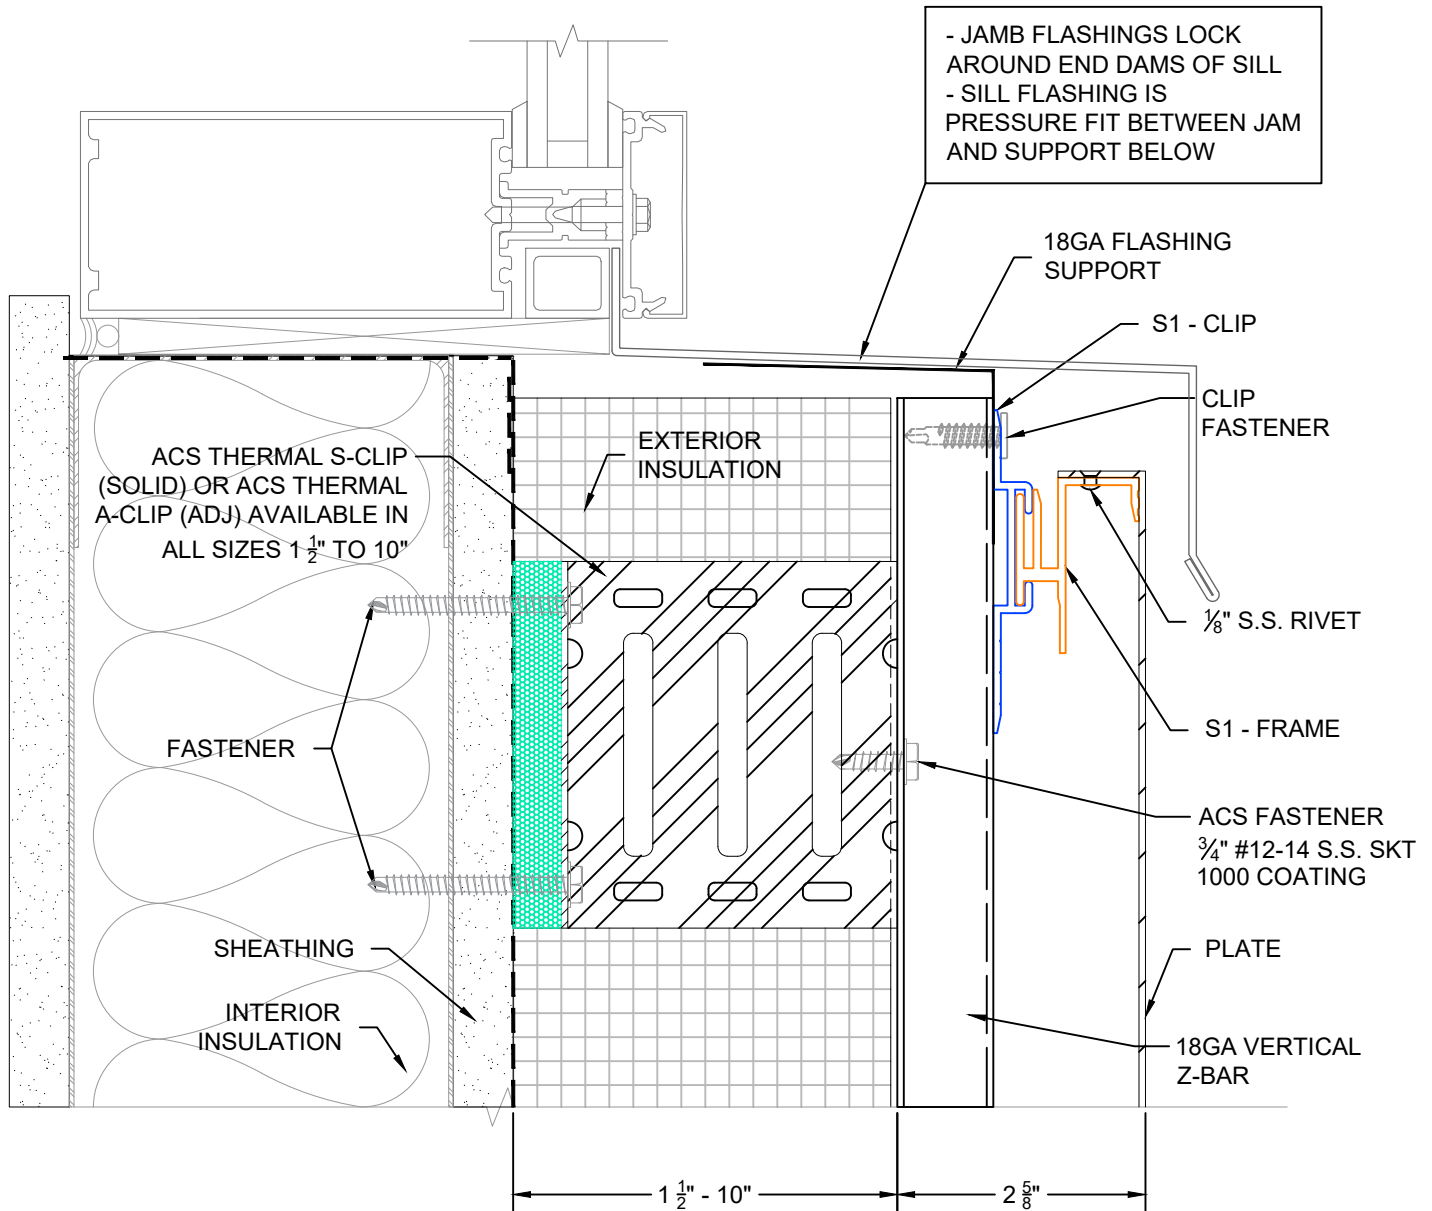 - JAMB FLASHINGS LOCK
AROUND END DAMS OF SILL
- SILL FLASHING IS
PRESSURE FIT BETWEEN JAM
AND SUPPORT BELOW
18GA FLASHING
SUPPORT
S1 - CLIP
CLIP
FASTENER
EXTERIOR
INSULATION
ACS THERMAL S-CLIP
(SOLID) OR ACS THERMAL
A-CLIP (ADJ) AVAILABLE IN
ALL SIZES 1 1/2" TO 10"
1/8" S.S. RIVET
S1 - FRAME
FASTENER
ACS FASTENER
3/4" #12-14 S.S. SKT
1000 COATING
SHEATHING
PLATE
INTERIOR
INSULATION
18GA VERTICAL
Z-BAR
1 1/2" - 10"
2 5/8"